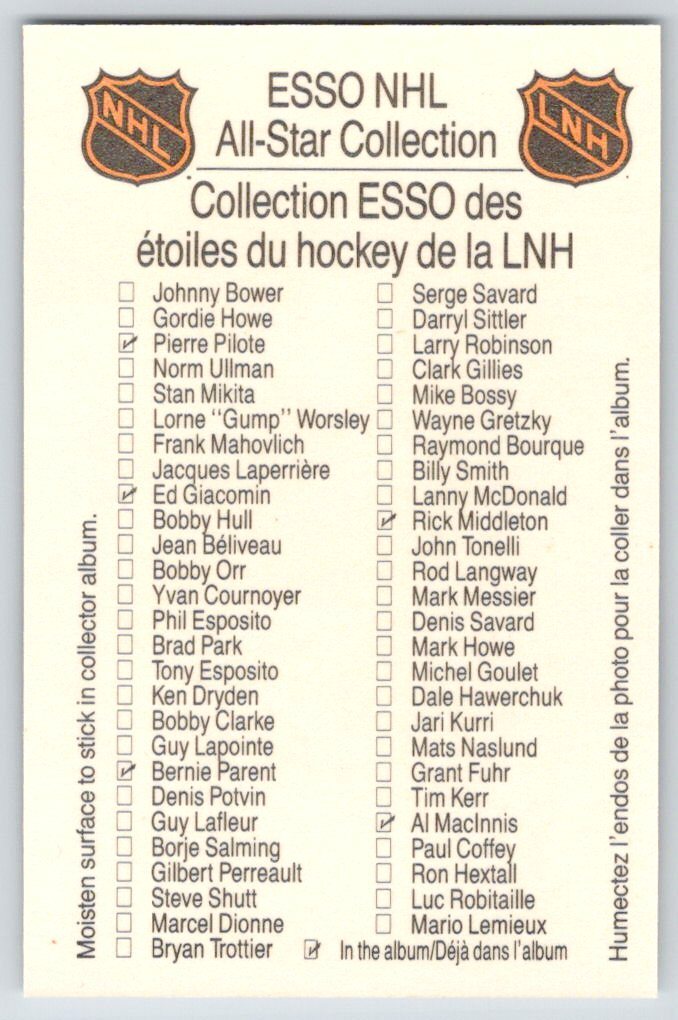 NHL
LNH
ESSO NHL
All-Star Collection
Collection ESSO des
étoiles du hockey de la LNH
Johnny Bower
Gordie Howe
Pierre Pilote
Norm Ullman
Stan Mikita
Lorne "Gump" Worsley
Frank Mahovlich
Jacques Laperrière
Ed Giacomin
Bobby Hull
Jean Béliveau
Bobby Orr
Yvan Cournoyer
Phil Esposito
Brad Park
Tony Esposito
Ken Dryden
Bobby Clarke
Guy Lapointe
Bernie Parent
Denis Potvin
Guy Lafleur
Borje Salming
Gilbert Perreault
Steve Shutt
Marcel Dionne
Bryan Trottier
Serge Savard
Darryl Sittler
Larry Robinson
Clark Gillies
Mike Bossy
Wayne Gretzky
Raymond Bourque
Billy Smith
Lanny McDonald
Rick Middleton
John Tonelli
Rod Langway
Mark Messier
Denis Savard
Mark Howe
Michel Goulet
Dale Hawerchuk
Jari Kurri
Mats Naslund
Grant Fuhr
Tim Kerr
Al MacInnis
Paul Coffey
Ron Hextall
Luc Robitaille
Mario Lemieux
In the album/Déjà dans l'album
Moisten surface to stick in collector album.
Humectez l'endos de la photo pour la coller dans l'album.